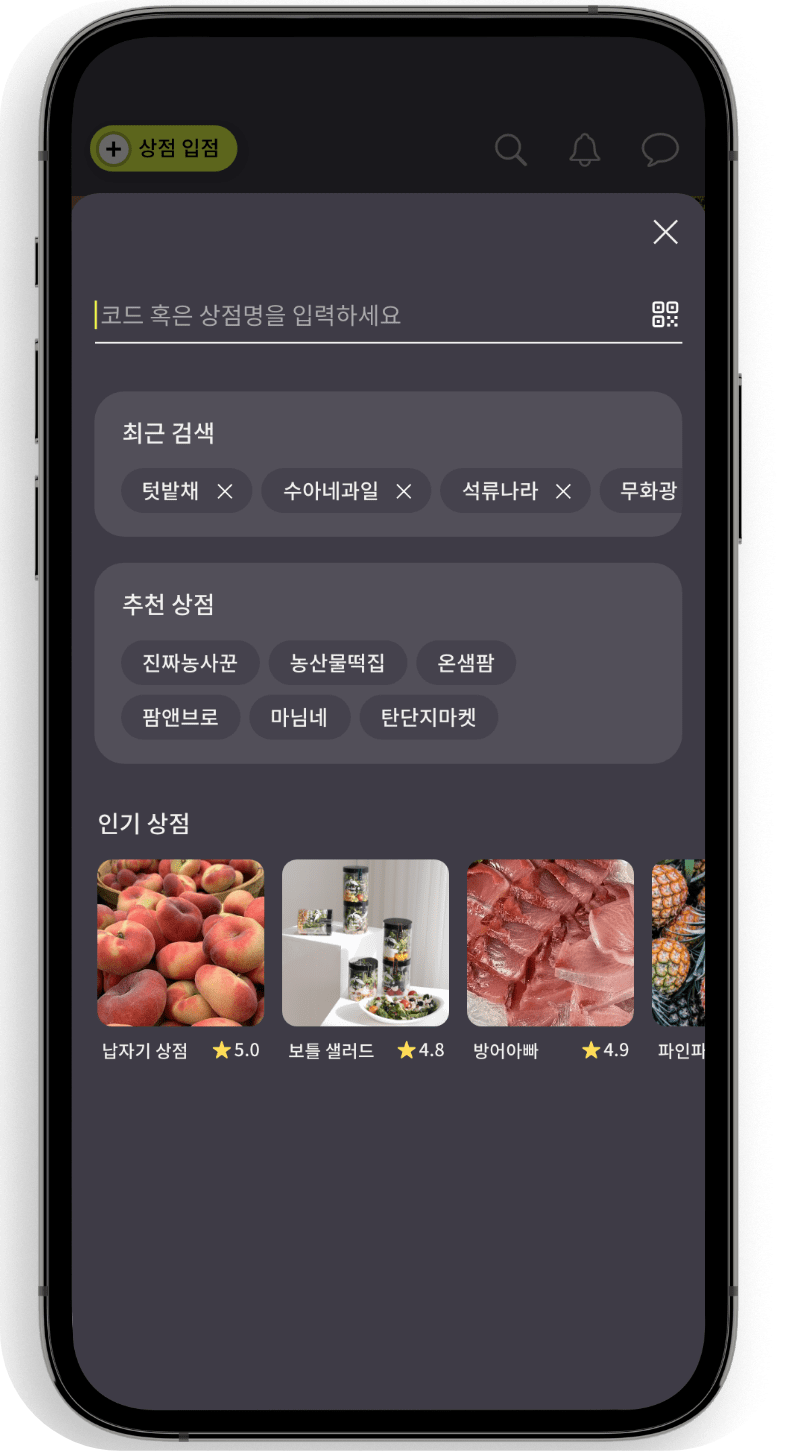 상점 입점
코드 혹은 상점명을 입력하세요
최근 검색
텃밭채 수아네과일 석류나라 무화광
추천 상점
진짜농사꾼 농산물떡집 온샘팜
팜앤브로 마님네 탄단지마켓
인기 상점
납자기 상점 5.0 보틀 샐러드 4.8 방어아빠 4.9 파인파